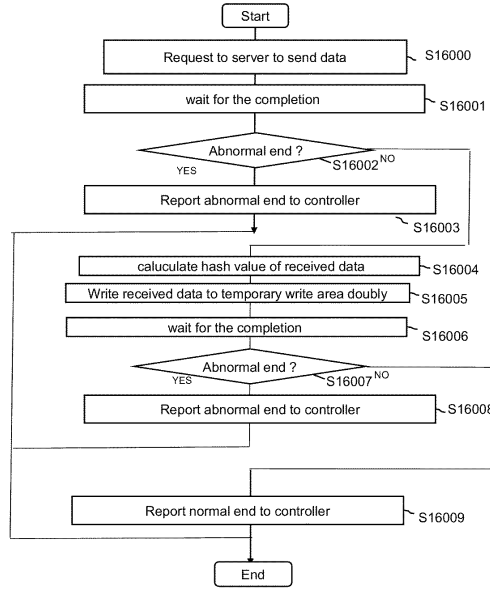 Start
Request to server to send data
S16000
wait for the completion
S16001
Abnormal end ?
S16002
NO
YES
Report abnormal end to controller
S16003
caluculate hash value of received data
S16004
Write received data to temporary write area doubly
S16005
wait for the completion
S16006
Abnormal end ?
S16007
NO
YES
Report abnormal end to controller
S16008
Report normal end to controller
S16009
End